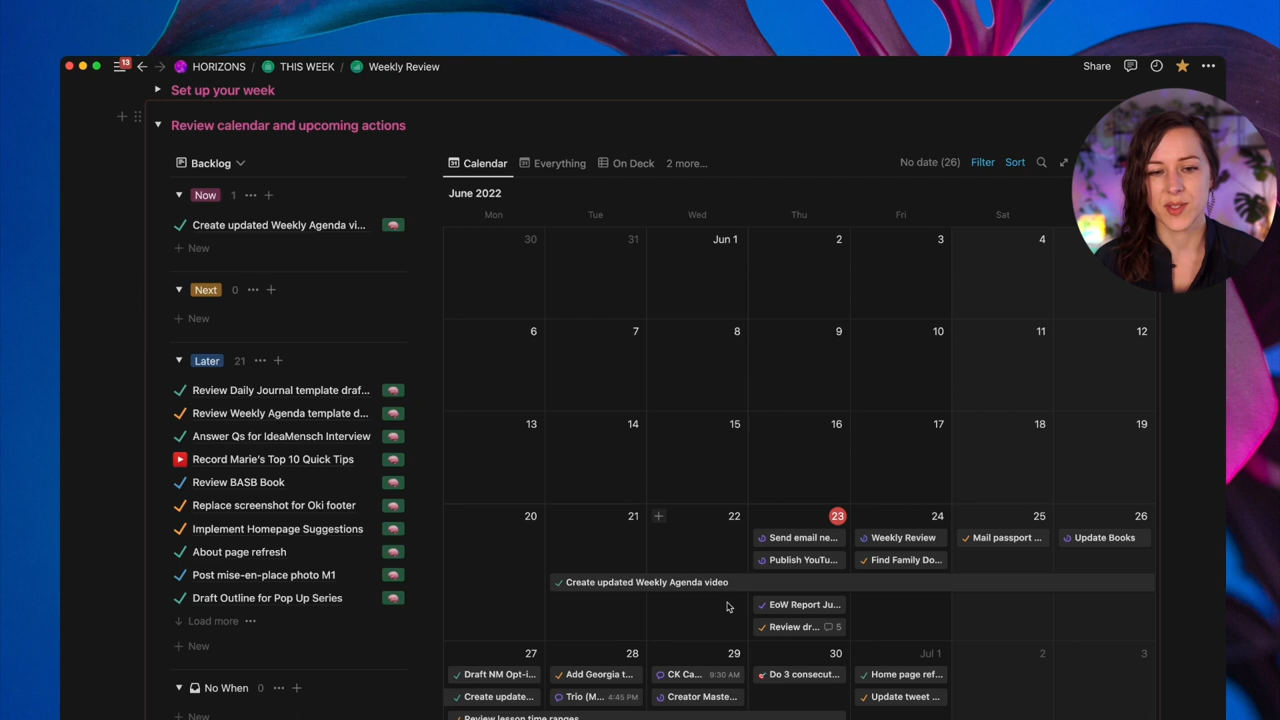 13
HORIZONS / THIS WEEK / Weekly Review
Share
Set up your week
Review calendar and upcoming actions
Backlog
Now 1
Create updated Weekly Agenda vi...
New
Next 0
New
Later 21
Review Daily Journal template draf...
Review Weekly Agenda template d...
Answer Qs for IdeaMensch Interview
Record Marie's Top 10 Quick Tips
Review BASB Book
Replace screenshot for Oki footer
Implement Homepage Suggestions
About page refresh
Post mise-en-place photo M1
Draft Outline for Pop Up Series
Load more
New
No When 0
New
Calendar Everything On Deck 2 more...
No date (26) Filter Sort
June 2022
Mon Tue Wed Thu Fri Sat
30 31 Jun 1 2 3 4
6 7 8 9 10 11 12
13 14 15 16 17 18 19
20 21 22 23 24 25 26
Send email ne... Weekly Review Mail passport ... Update Books
Publish YouTu... Find Family Do...
Create updated Weekly Agenda video
EoW Report Ju...
Review dr... 5
27 28 29 30 Jul 1 2 3
Draft NM Opt-i... Add Georgia t... CK Ca... 9:30 AM Do 3 consecut... Home page ref...
Create update... Trio (M... 4:45 PM Creator Maste... Update tweet ...
Review lesson time ranges